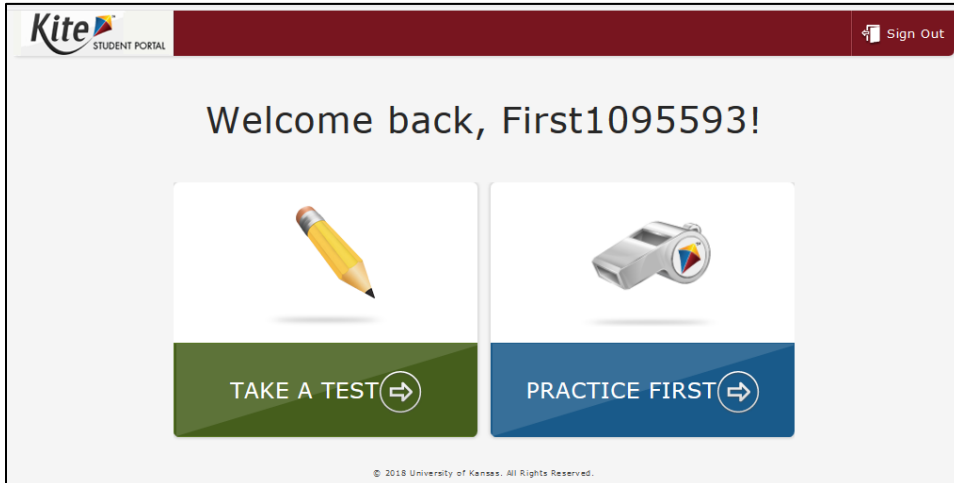 Kite
STUDENT PORTAL
Sign Out
Welcome back, First1095593!
TAKE A TEST
PRACTICE FIRST
© 2018 University of Kansas. All Rights Reserved.